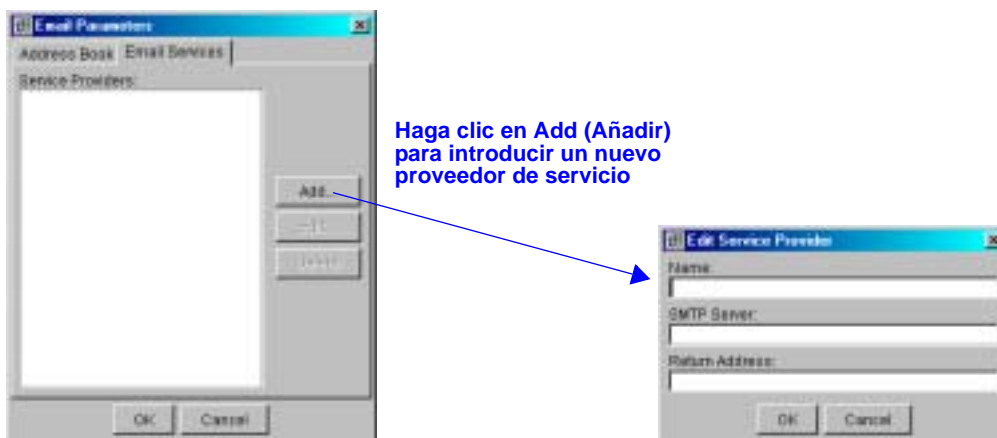 Email Parameters
Address Book Email Services
Service Providers:
Haga clic en Add (Añadir)
para introducir un nuevo
proveedor de servicio
Add...
OK Cancel
Edit Service Provider
Name:
SMTP Server:
Return Address:
OK Cancel